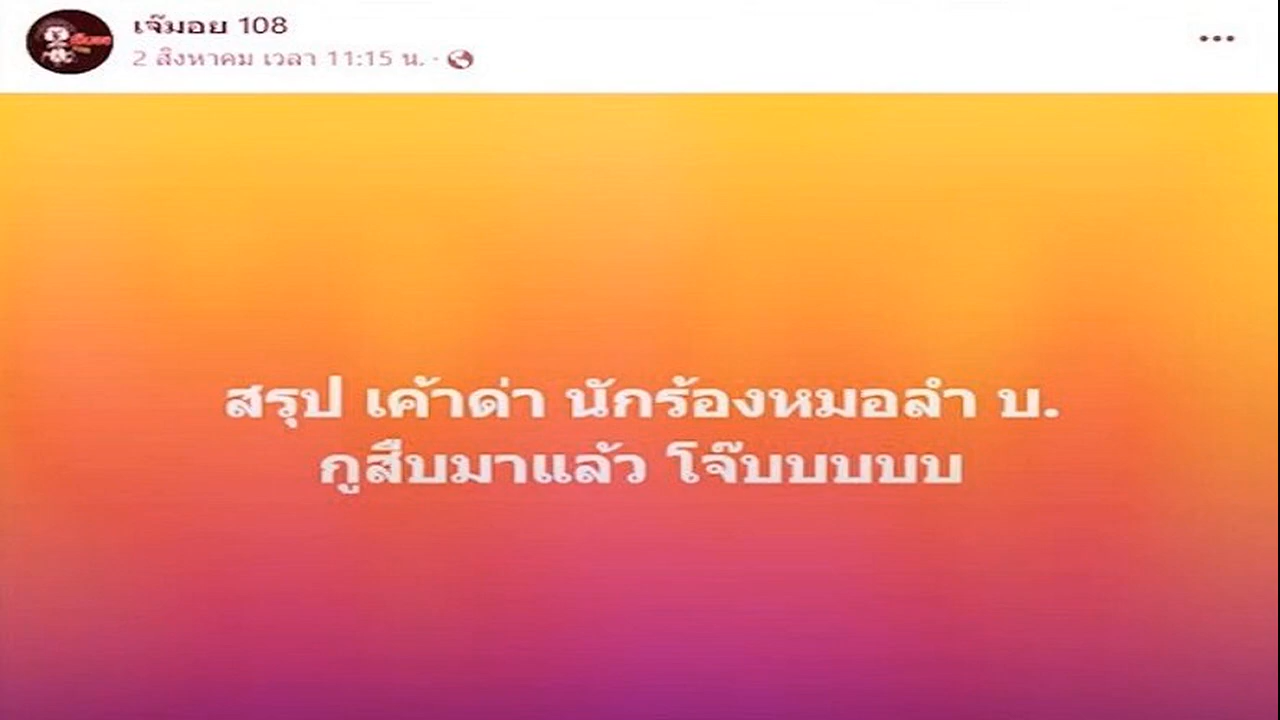 เจ๊มอย 108
2 สิงหาคม เวลา 11:15 น. ·
สรุป เค้าด่า นักร้องหมอลำ บ.
กูสืบมาแล้ว โจ๊บบบบบ